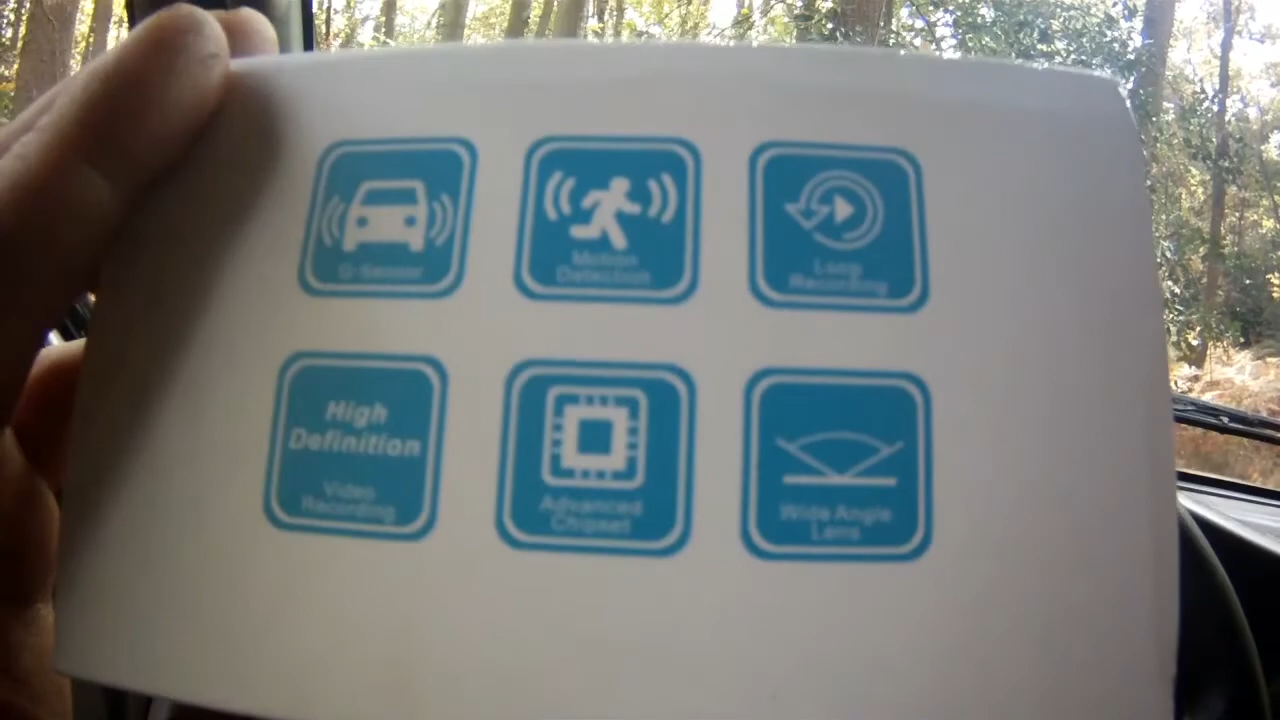 G-Sensor
Motion
Detection
Loop
Recording
High
Definition
Video
Recording
Advanced
Chipset
Wide Angle
Lens